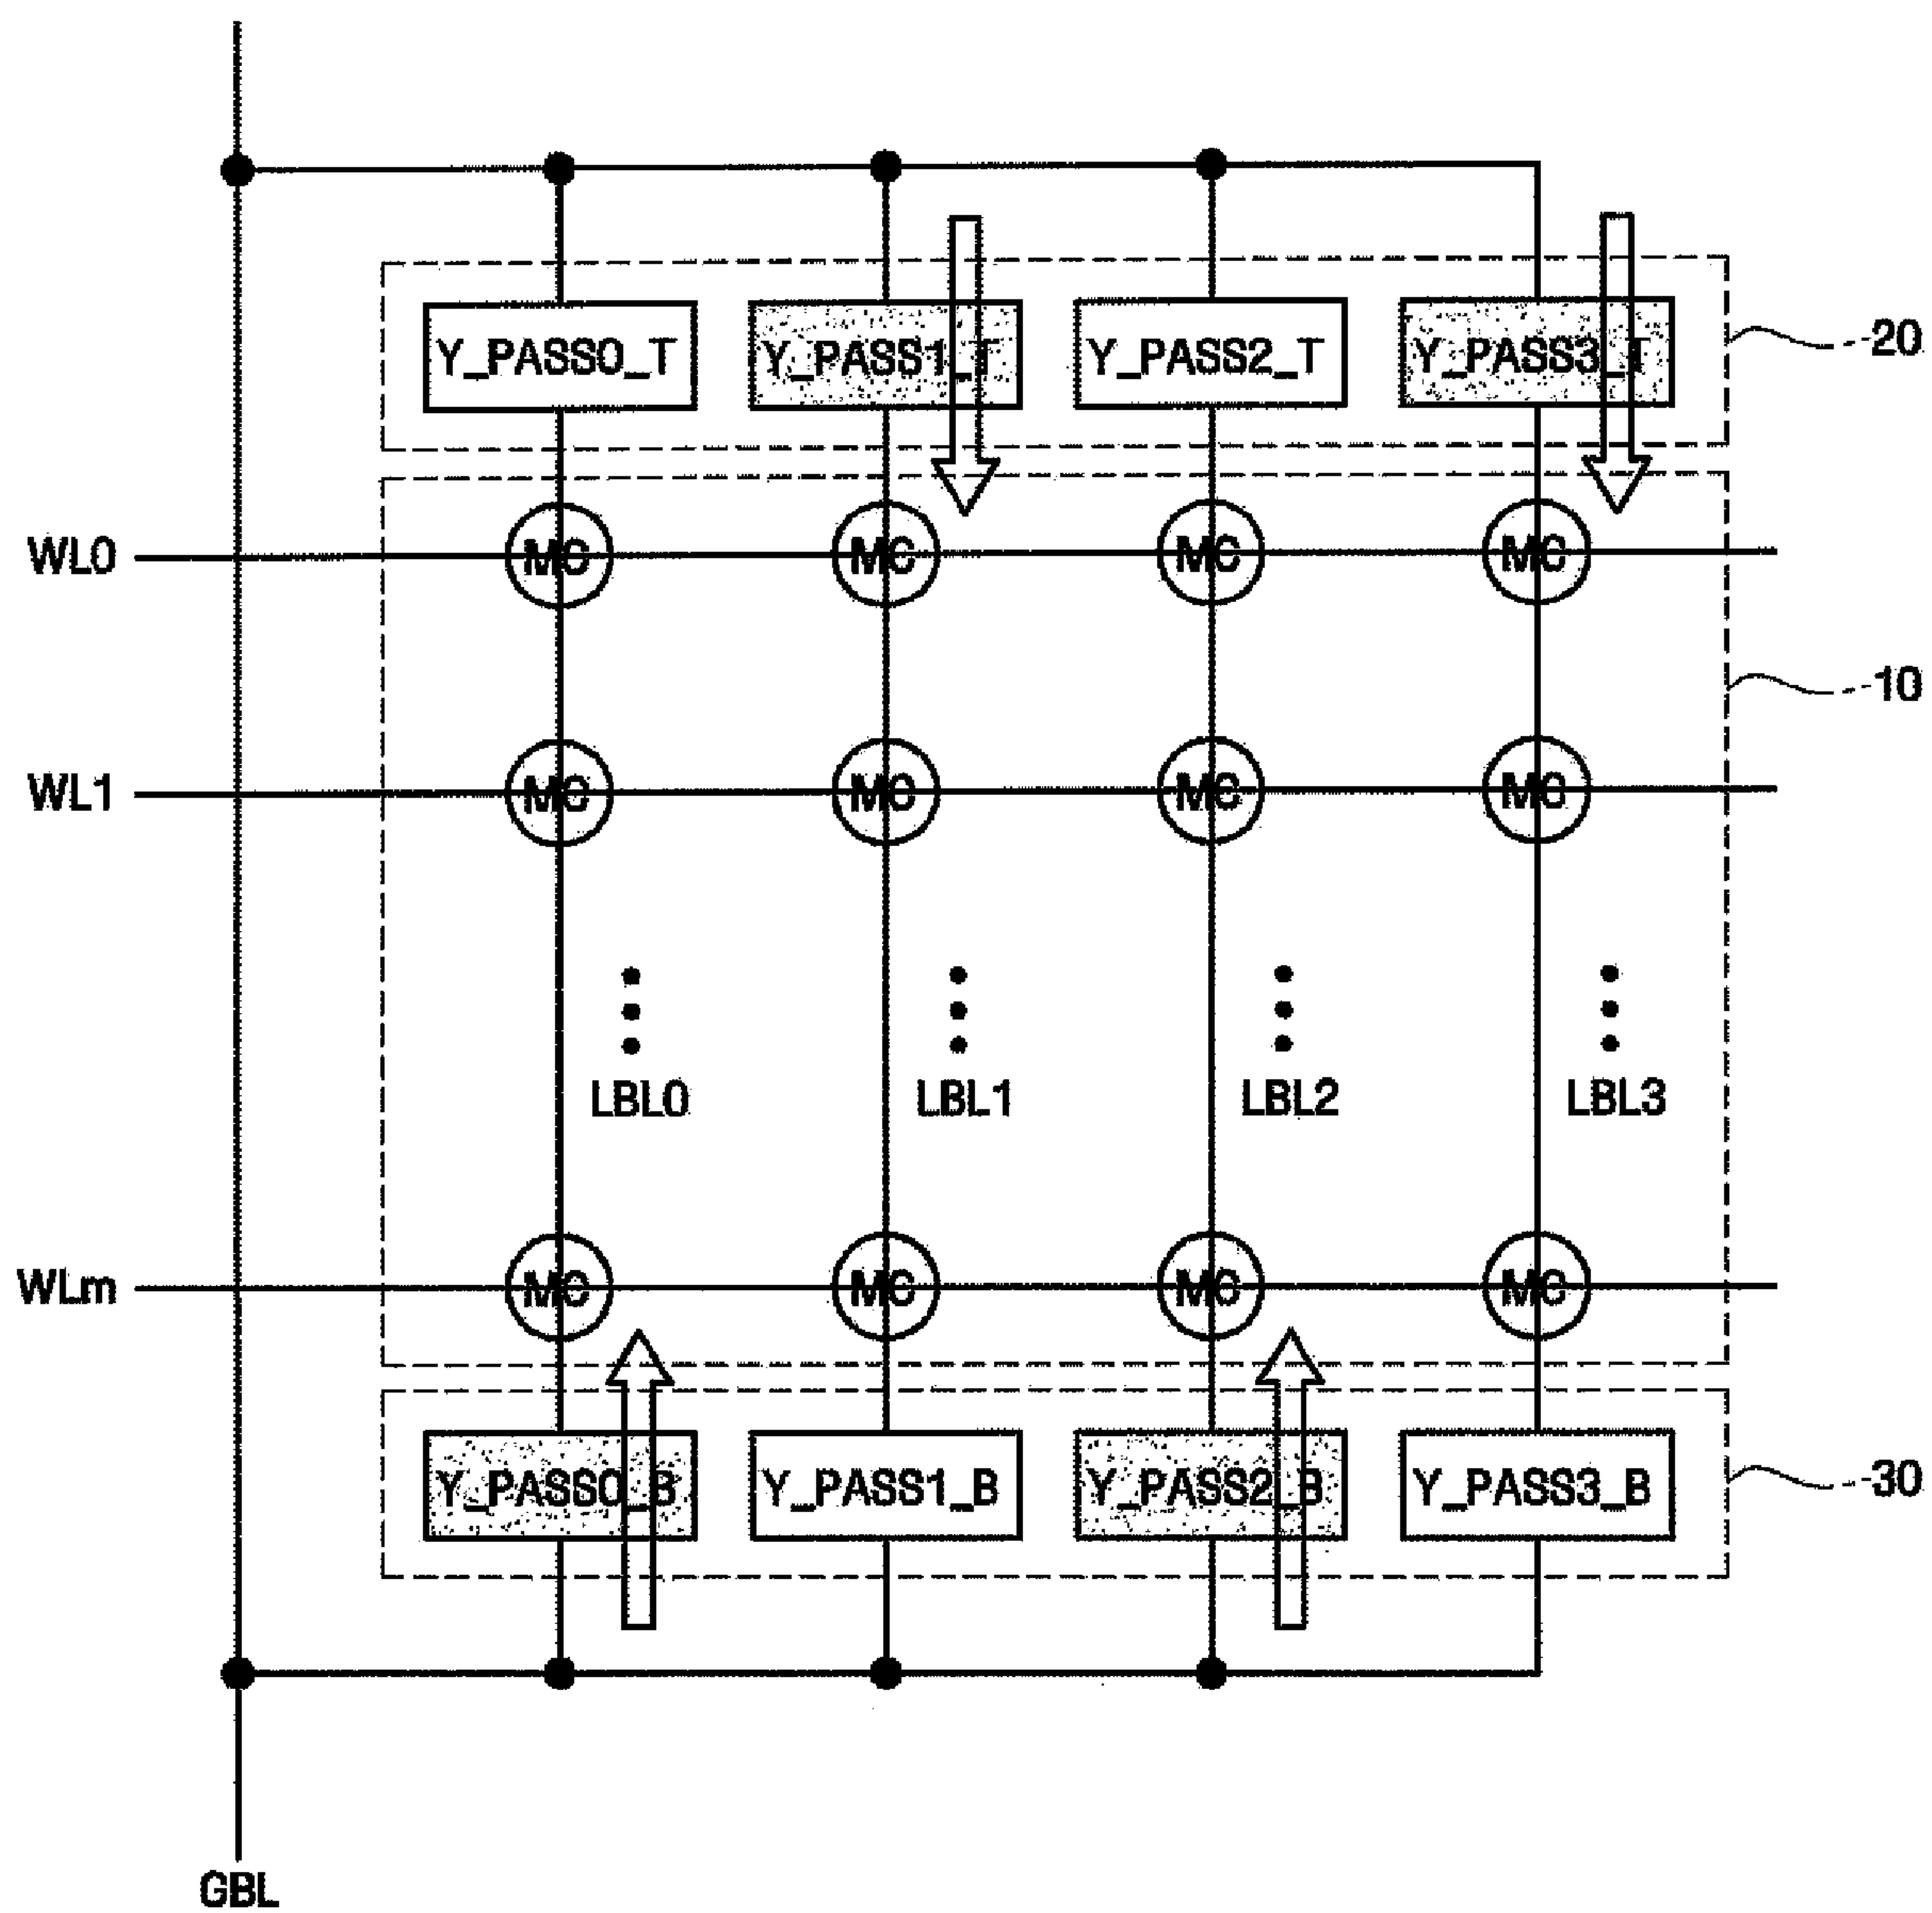 Y_PASS0_T Y_PASS1_T Y_PASS2_T Y_PASS3_T 20
WL0 MC MC MC MC
10
WL1 MC MC MC MC
LBL0 LBL1 LBL2 LBL3
WLm MC MC MC MC
Y_PASS0_B Y_PASS1_B Y_PASS2_B Y_PASS3_B 30
GBL